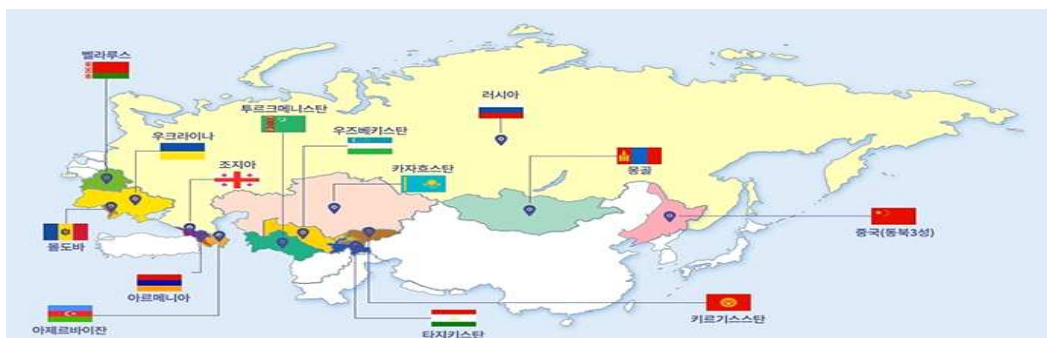 벨라루스
러시아
투르크메니스탄
우크라이나
우즈베키스탄
조지아
카자흐스탄
몽골
몰도바
중국(동북3성)
아르메니아
키르기스스탄
아제르바이잔
타지키스탄